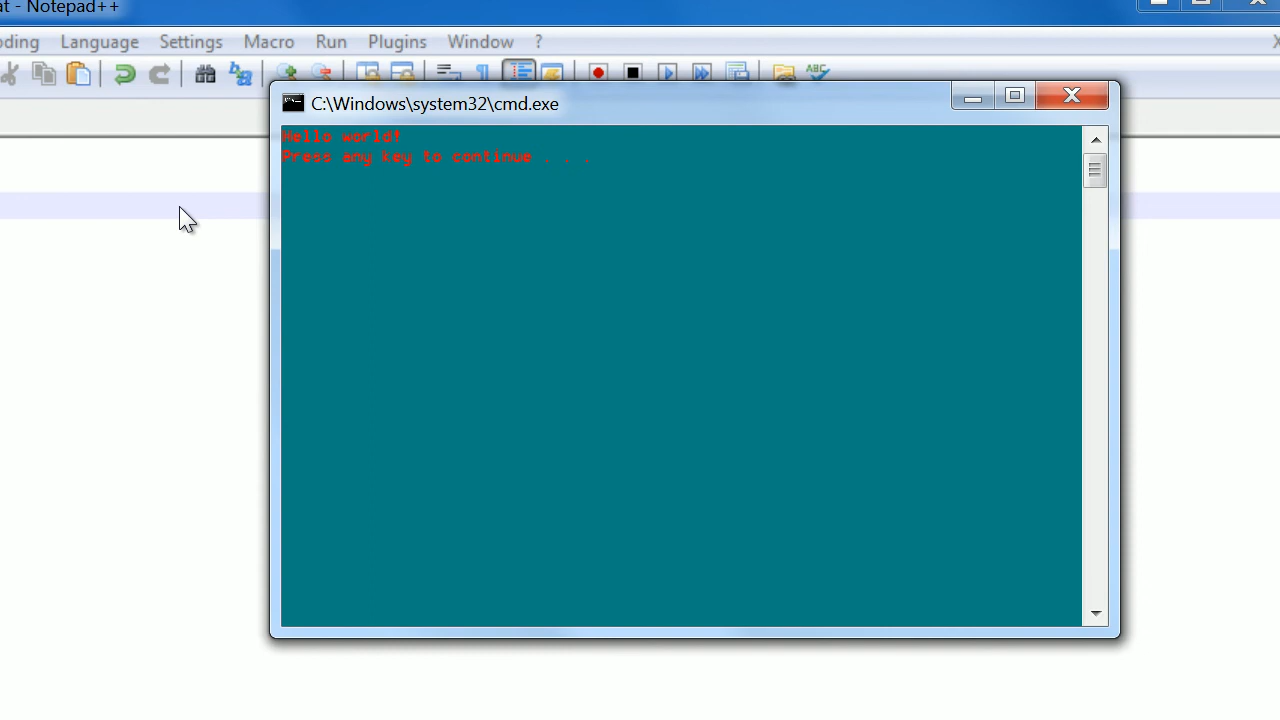 at - Notepad++
oding Language Settings Macro Run Plugins Window ? X
ABC
C:\Windows\system32\cmd.exe
Hello world!
Press any key to continue . . .